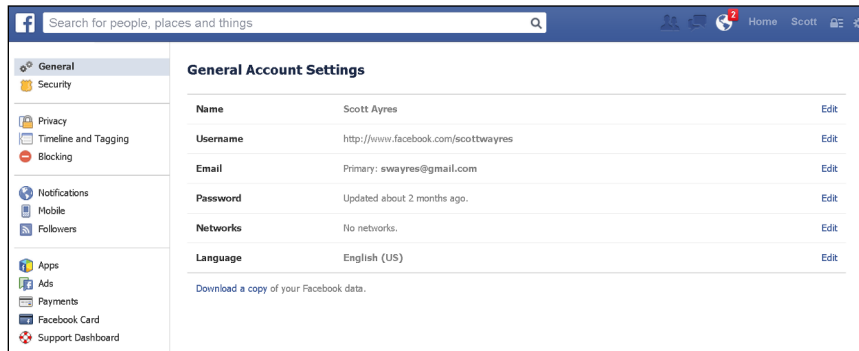 f Search for people, places and things 2 Home Scott
General
Security
Privacy
Timeline and Tagging
Blocking
Notifications
Mobile
Followers
Apps
Ads
Payments
Facebook Card
Support Dashboard
General Account Settings
Name Scott Ayres Edit
Username http://www.facebook.com/scottwayres Edit
Email Primary: swayres@gmail.com Edit
Password Updated about 2 months ago. Edit
Networks No networks. Edit
Language English (US) Edit
Download a copy of your Facebook data.